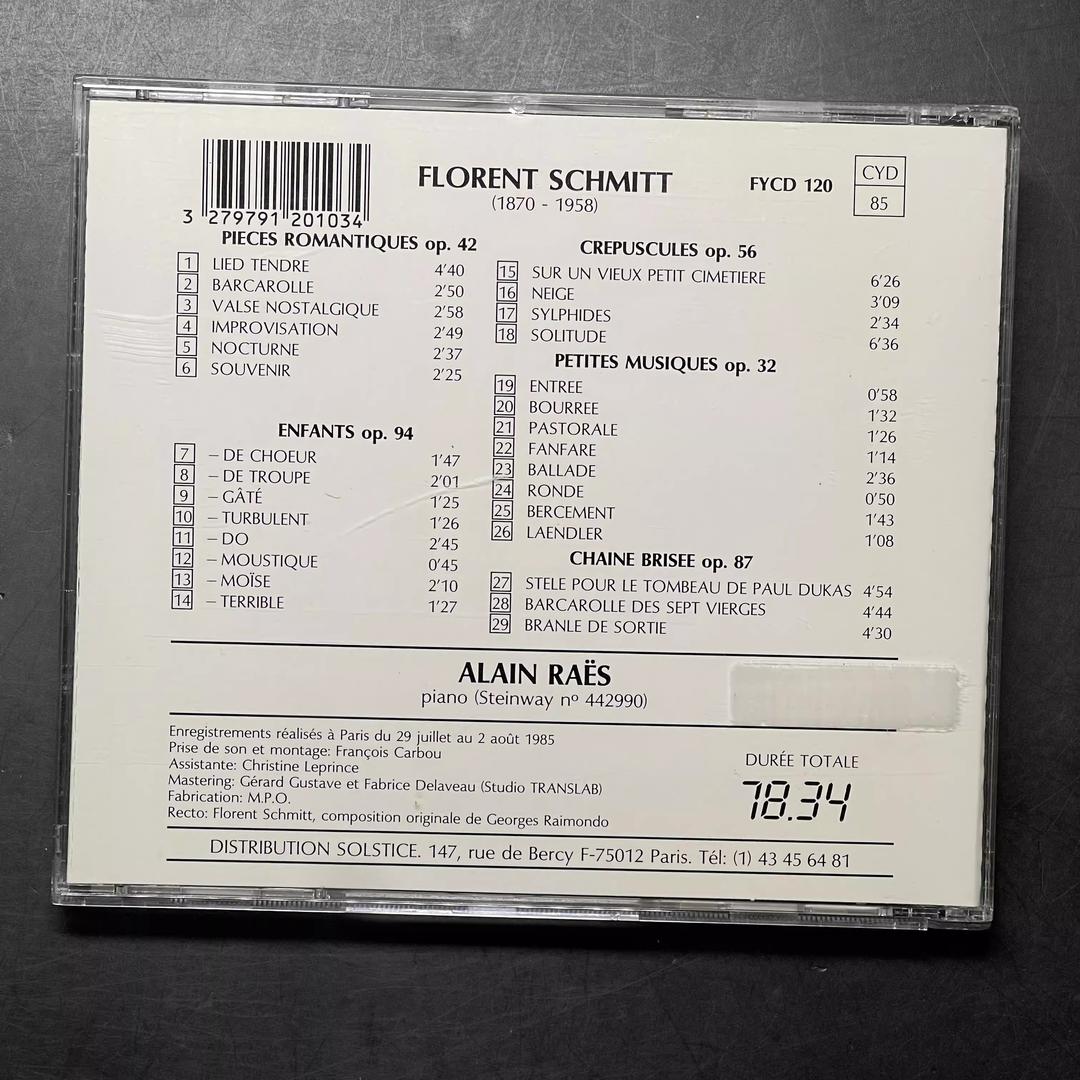 3 279791 201034
FLORENT SCHMITT
(1870 - 1958)
FYCD 120
CYD
85
PIECES ROMANTIQUES op. 42
1 LIED TENDRE 4'40
2 BARCAROLLE 2'50
3 VALSE NOSTALGIQUE 2'58
4 IMPROVISATION 2'49
5 NOCTURNE 2'37
6 SOUVENIR 2'25
ENFANTS op. 94
7 – DE CHOEUR 1'47
8 – DE TROUPE 2'01
9 – GÂTÉ 1'25
10 – TURBULENT 1'26
11 – DO 2'45
12 – MOUSTIQUE 0'45
13 – MOÏSE 2'10
14 – TERRIBLE 1'27
CREPUSCULES op. 56
15 SUR UN VIEUX PETIT CIMETIERE 6'26
16 NEIGE 3'09
17 SYLPHIDES 2'34
18 SOLITUDE 6'36
PETITES MUSIQUES op. 32
19 ENTREE 0'58
20 BOURREE 1'32
21 PASTORALE 1'26
22 FANFARE 1'14
23 BALLADE 2'36
24 RONDE 0'50
25 BERCEMENT 1'43
26 LAENDLER 1'08
CHAINE BRISEE op. 87
27 STELE POUR LE TOMBEAU DE PAUL DUKAS 4'54
28 BARCAROLLE DES SEPT VIERGES 4'44
29 BRANLE DE SORTIE 4'30
ALAIN RAËS
piano (Steinway nº 442990)
Enregistrements réalisés à Paris du 29 juillet au 2 août 1985
Prise de son et montage: François Carbou
Assistante: Christine Leprince
Mastering: Gérard Gustave et Fabrice Delaveau (Studio TRANSLAB)
Fabrication: M.P.O.
Recto: Florent Schmitt, composition originale de Georges Raimondo
DURÉE TOTALE
78.34
DISTRIBUTION SOLSTICE. 147, rue de Bercy F-75012 Paris. Tél: (1) 43 45 64 81